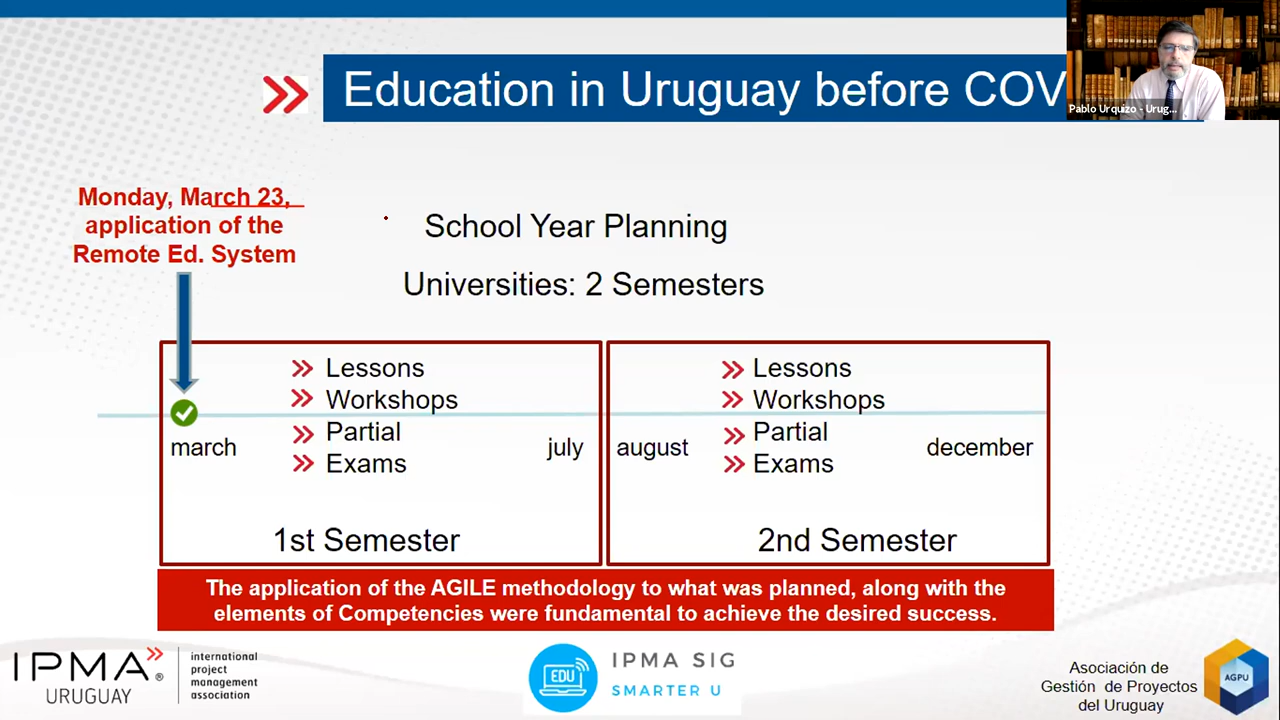 Education in Uruguay before COV
Pablo Urquizo - Urug...
Monday, March 23,
application of the
Remote Ed. System
School Year Planning
Universities: 2 Semesters
Lessons
Workshops
Partial
Exams
march
july
1st Semester
Lessons
Workshops
Partial
Exams
august
december
2nd Semester
The application of the AGILE methodology to what was planned, along with the
elements of Competencies were fundamental to achieve the desired success.
IPMA®
URUGUAY
international
project
management
association
EDU
IPMA SIG
SMARTER U
Asociación de
Gestión de Proyectos
del Uruguay
AGPU